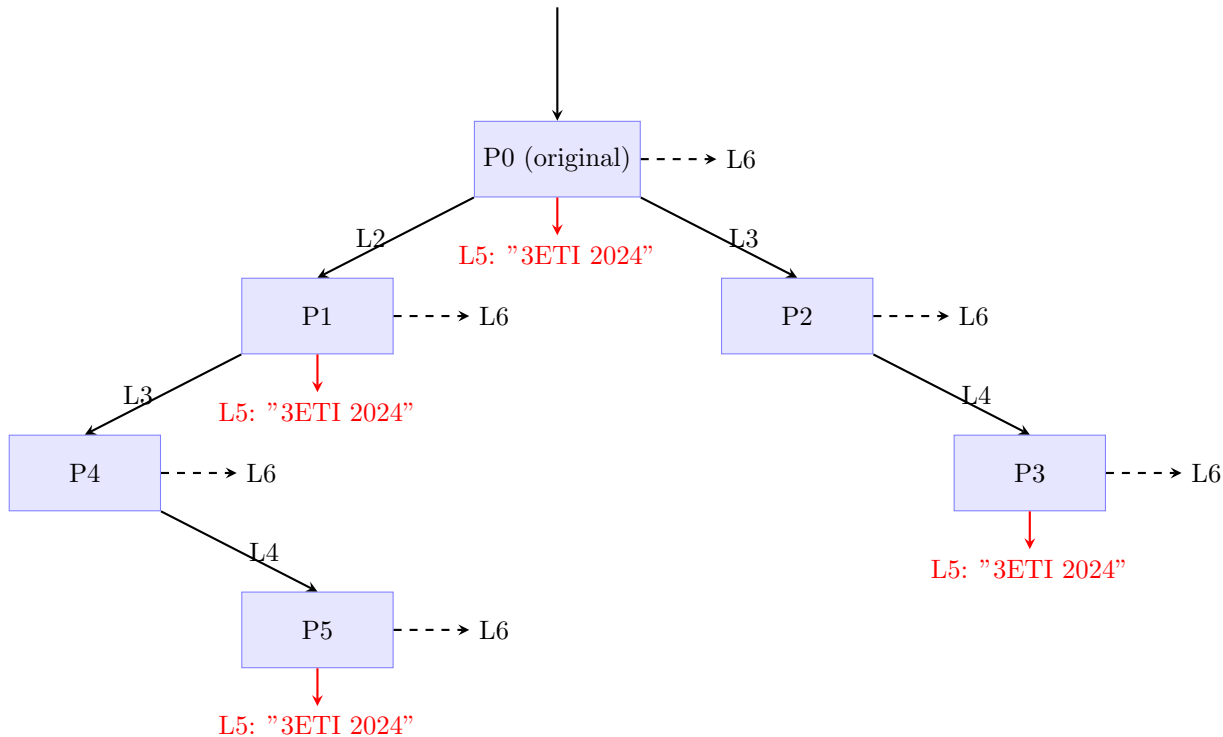 P0 (original)
L6
L2
L5: ”3ETI 2024”
L3
P1
L6
P2
L6
L3
L5: ”3ETI 2024”
L4
P4
L6
P3
L6
L4
L5: ”3ETI 2024”
P5
L6
L5: ”3ETI 2024”